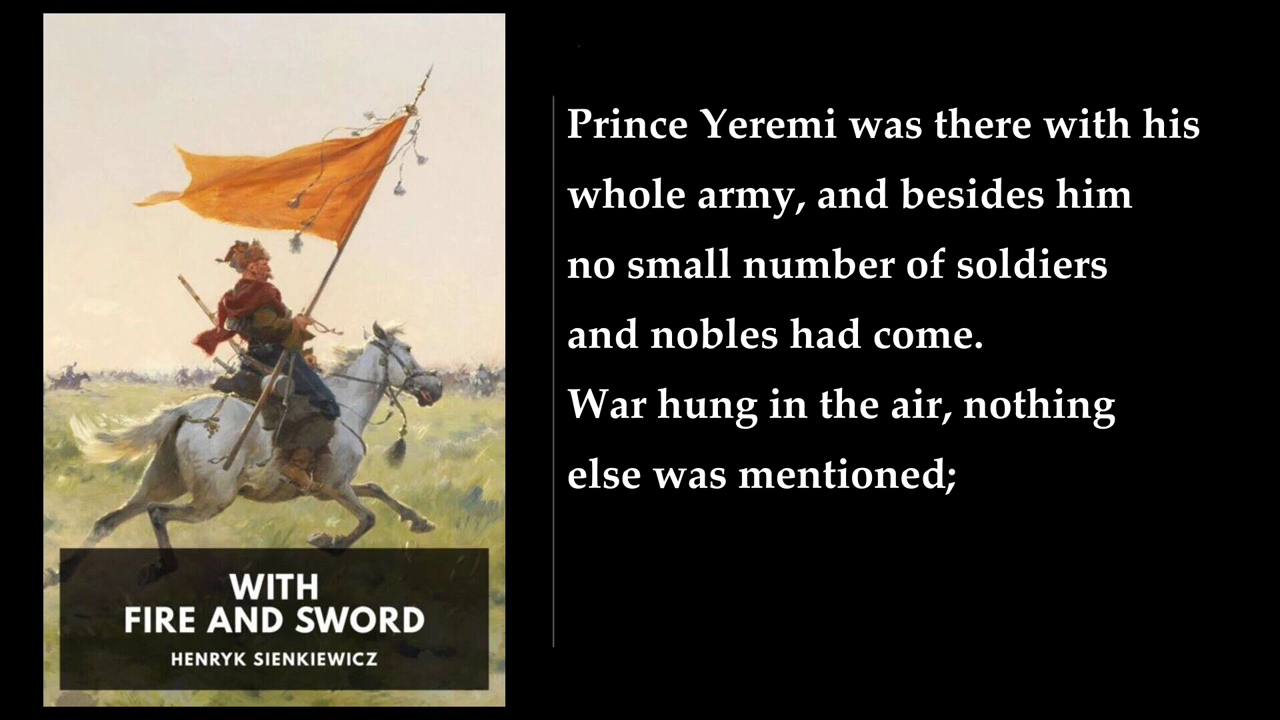 WITH
FIRE AND SWORD
HENRYK SIENKIEWICZ
Prince Yeremi was there with his
whole army, and besides him
no small number of soldiers
and nobles had come.
War hung in the air, nothing
else was mentioned;